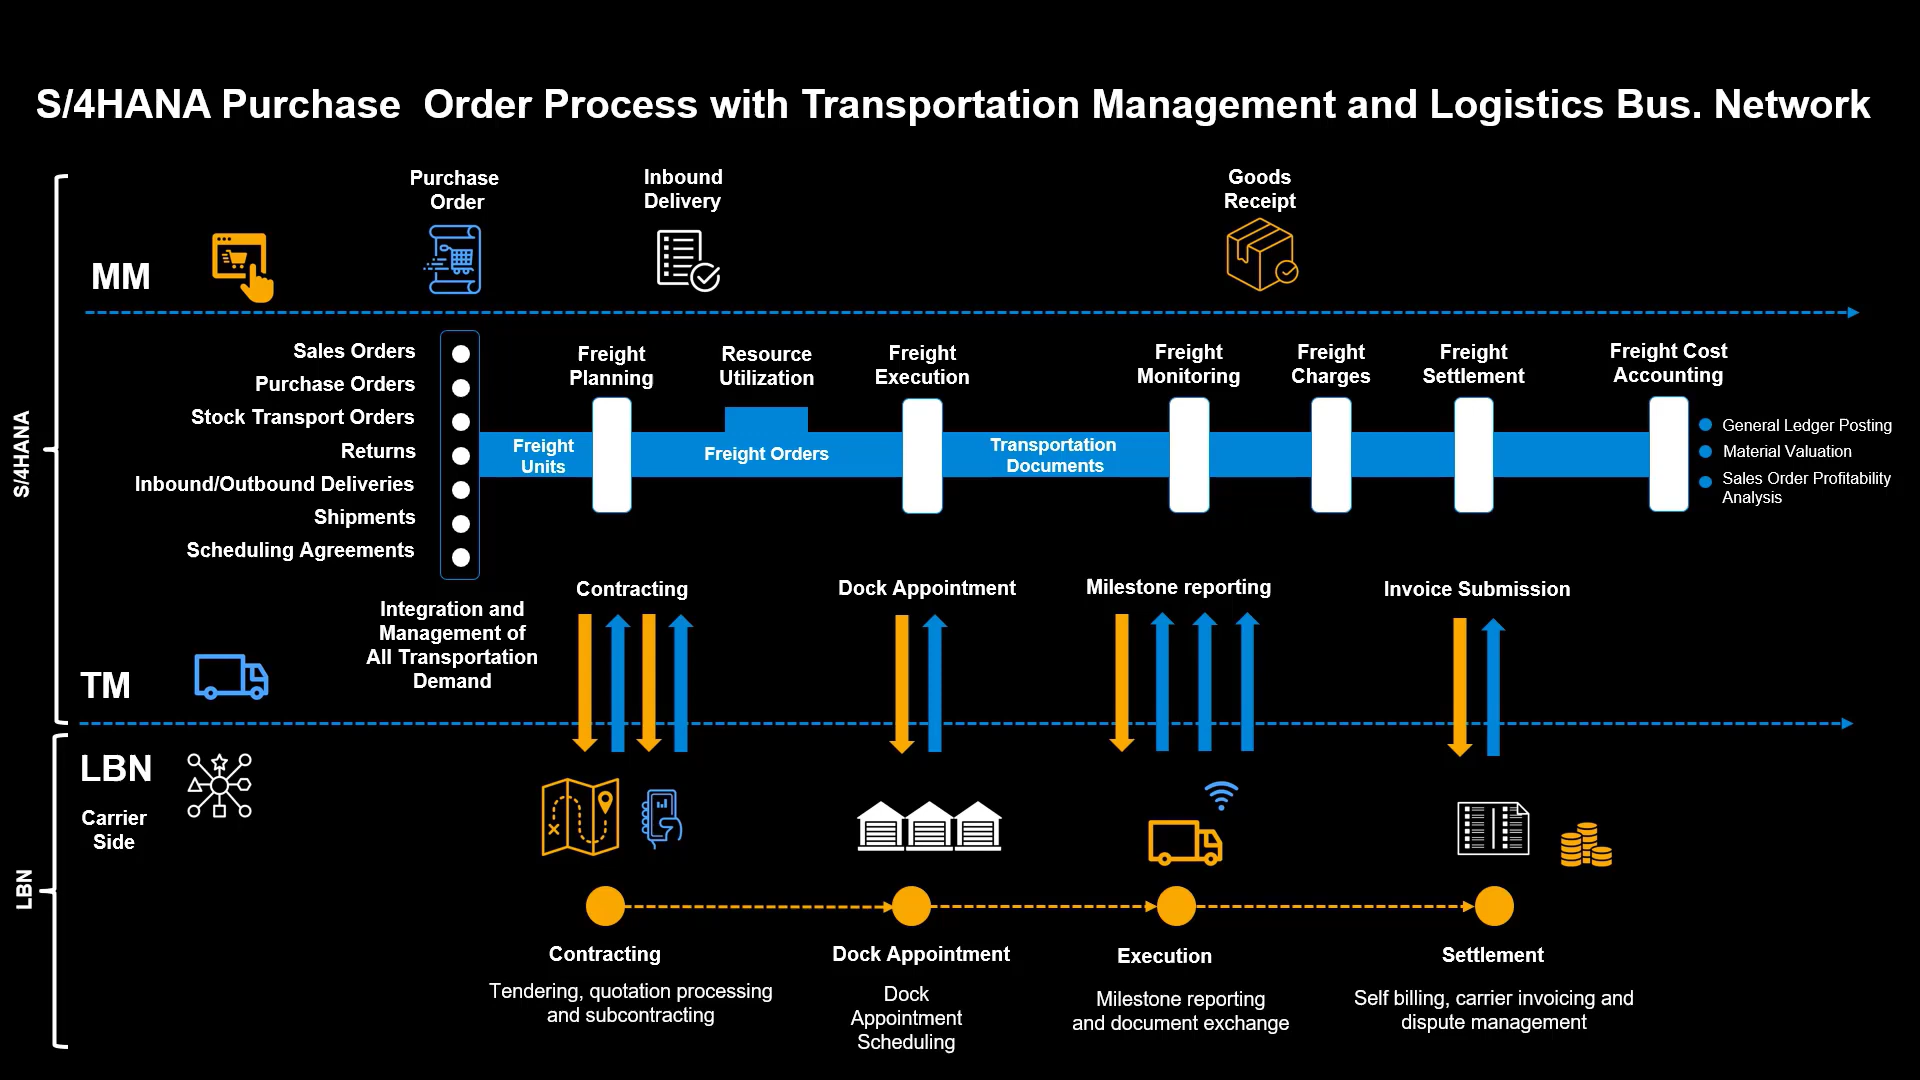 S/4HANA Purchase  Order Process with Transportation Management and Logistics Bus. Network
S/4HANA
MM
Purchase
Order
Inbound
Delivery
Goods
Receipt
Sales Orders
Purchase Orders
Stock Transport Orders
Returns
Inbound/Outbound Deliveries
Shipments
Scheduling Agreements
Integration and
Management of
All Transportation
Demand
Freight
Planning
Resource
Utilization
Freight
Execution
Freight
Monitoring
Freight
Charges
Freight
Settlement
Freight Cost
Accounting
Freight
Units
Freight Orders
Transportation
Documents
General Ledger Posting
Material Valuation
Sales Order Profitability
Analysis
TM
Contracting
Dock Appointment
Milestone reporting
Invoice Submission
LBN
LBN
Carrier
Side
Contracting
Tendering, quotation processing
and subcontracting
Dock Appointment
Dock
Appointment
Scheduling
Execution
Milestone reporting
and document exchange
Settlement
Self billing, carrier invoicing and
dispute management